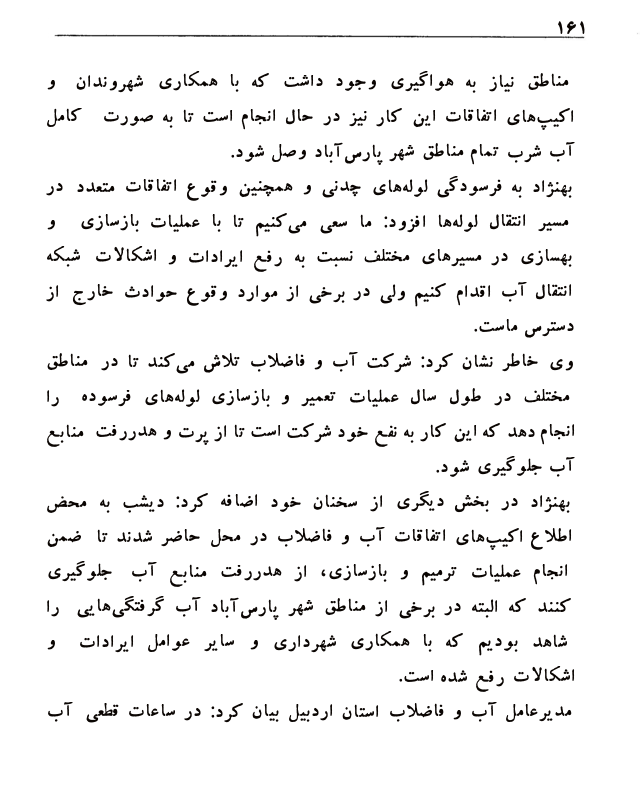 ۱۶۱
مناطق نیاز به هواگیری وجود داشت که با همکاری شهروندان و
اکیپ‌های اتفاقات این کار نیز در حال انجام است تا به صورت کامل
آب شرب تمام مناطق شهر پارس‌آباد وصل شود.
بهنژاد به فرسودگی لوله‌های چدنی و همچنین وقوع اتفاقات متعدد در
مسیر انتقال لوله‌ها افزود: ما سعی می‌کنیم تا با عملیات بازسازی و
بهسازی در مسیرهای مختلف نسبت به رفع ایرادات و اشکالات شبکه
انتقال آب اقدام کنیم ولی در برخی از موارد وقوع حوادث خارج از
دسترس ماست.
وی خاطر نشان کرد: شرکت آب و فاضلاب تلاش می‌کند تا در مناطق
مختلف در طول سال عملیات تعمیر و بازسازی لوله‌های فرسوده را
انجام دهد که این کار به نفع خود شرکت است تا از پرت و هدررفت منابع
آب جلوگیری شود.
بهنژاد در بخش دیگری از سخنان خود اضافه کرد: دیشب به محض
اطلاع اکیپ‌های اتفاقات آب و فاضلاب در محل حاضر شدند تا ضمن
انجام عملیات ترمیم و بازسازی، از هدررفت منابع آب جلوگیری
کنند که البته در برخی از مناطق شهر پارس‌آباد آب گرفتگی‌هایی را
شاهد بودیم که با همکاری شهرداری و سایر عوامل ایرادات و
اشکالات رفع شده است.
مدیرعامل آب و فاضلاب استان اردبیل بیان کرد: در ساعات قطعی آب